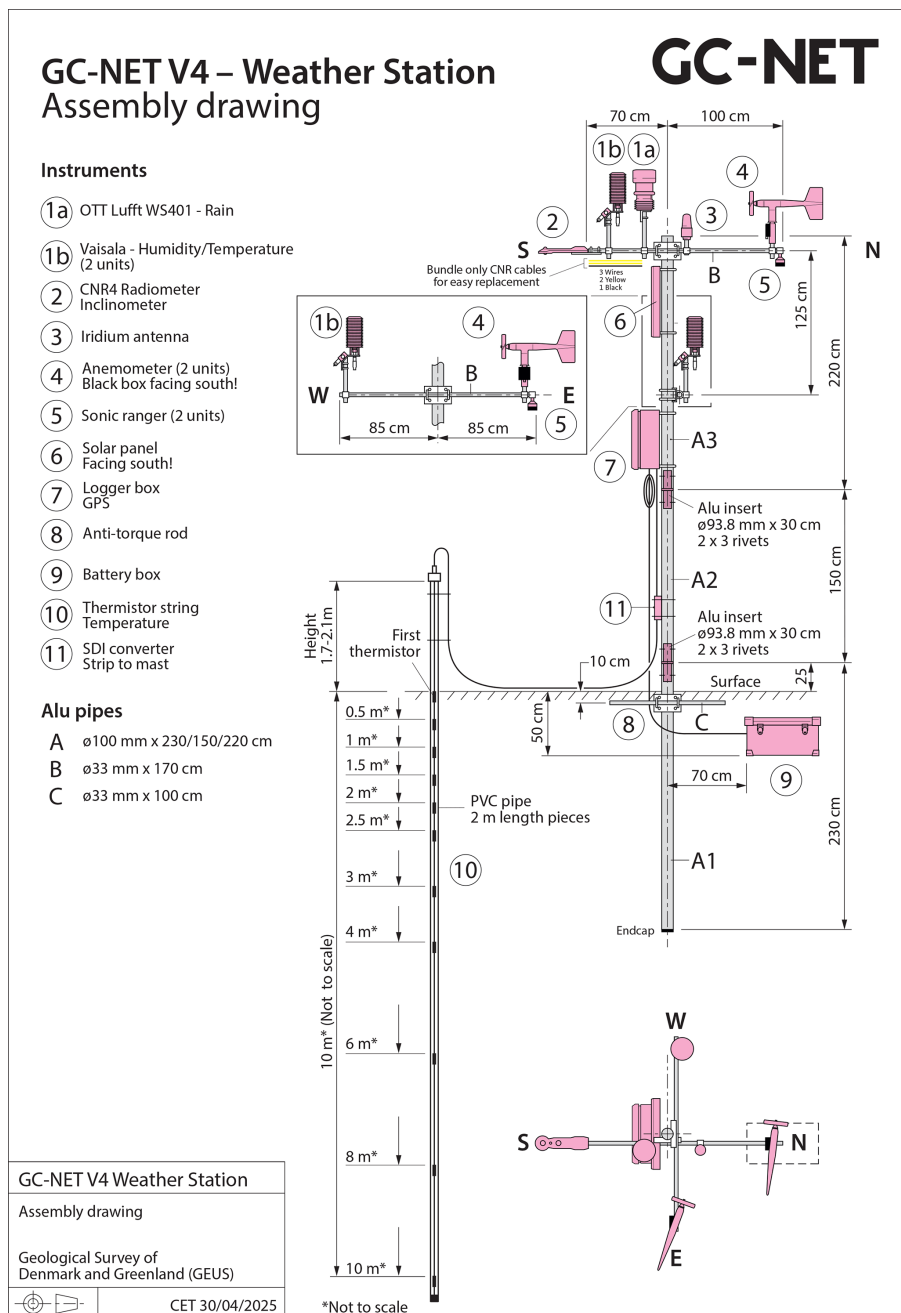 GC-NET V4 – Weather Station
Assembly drawing
GC-NET
Instruments
1a OTT Lufft WS401 - Rain
1b Vaisala - Humidity/Temperature
(2 units)
2 CNR4 Radiometer
Inclinometer
3 Iridium antenna
4 Anemometer (2 units)
Black box facing south!
5 Sonic ranger (2 units)
6 Solar panel
Facing south!
7 Logger box
GPS
8 Anti-torque rod
9 Battery box
10 Thermistor string
Temperature
11 SDI converter
Strip to mast
Alu pipes
A ø100 mm x 230/150/220 cm
B ø33 mm x 170 cm
C ø33 mm x 100 cm
70 cm
100 cm
1b
1a
4
2
3
S
N
B
5
Bundle only CNR cables
for easy replacement
3 Wires
2 Yellow
1 Black
125 cm
220 cm
6
1b
4
B
W
E
5
85 cm
85 cm
7
A3
Alu insert
ø93.8 mm x 30 cm
2 x 3 rivets
150 cm
A2
11
Alu insert
ø93.8 mm x 30 cm
2 x 3 rivets
Height
1.7-2.1m
First
thermistor
10 cm
25
Surface
8
C
50 cm
70 cm
9
230 cm
0.5 m*
1 m*
1.5 m*
2 m*
2.5 m*
3 m*
4 m*
6 m*
8 m*
10 m*
10 m* (Not to scale)
PVC pipe
2 m length pieces
10
A1
Endcap
W
S
N
E
*Not to scale
GC-NET V4 Weather Station
Assembly drawing
Geological Survey of
Denmark and Greenland (GEUS)
CET 30/04/2025